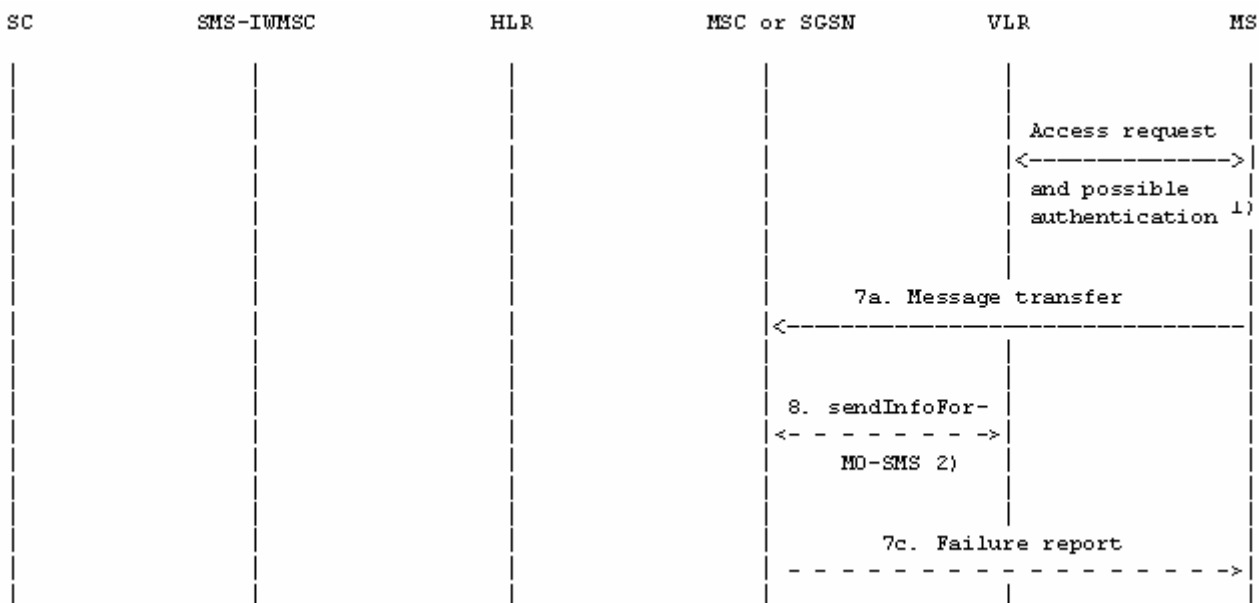 SC SMS-IWMSC HLR MSC or SGSN VLR MS
Access request
and possible
authentication 1)
7a. Message transfer
8. sendInfoFor-
MO-SMS 2)
7c. Failure report